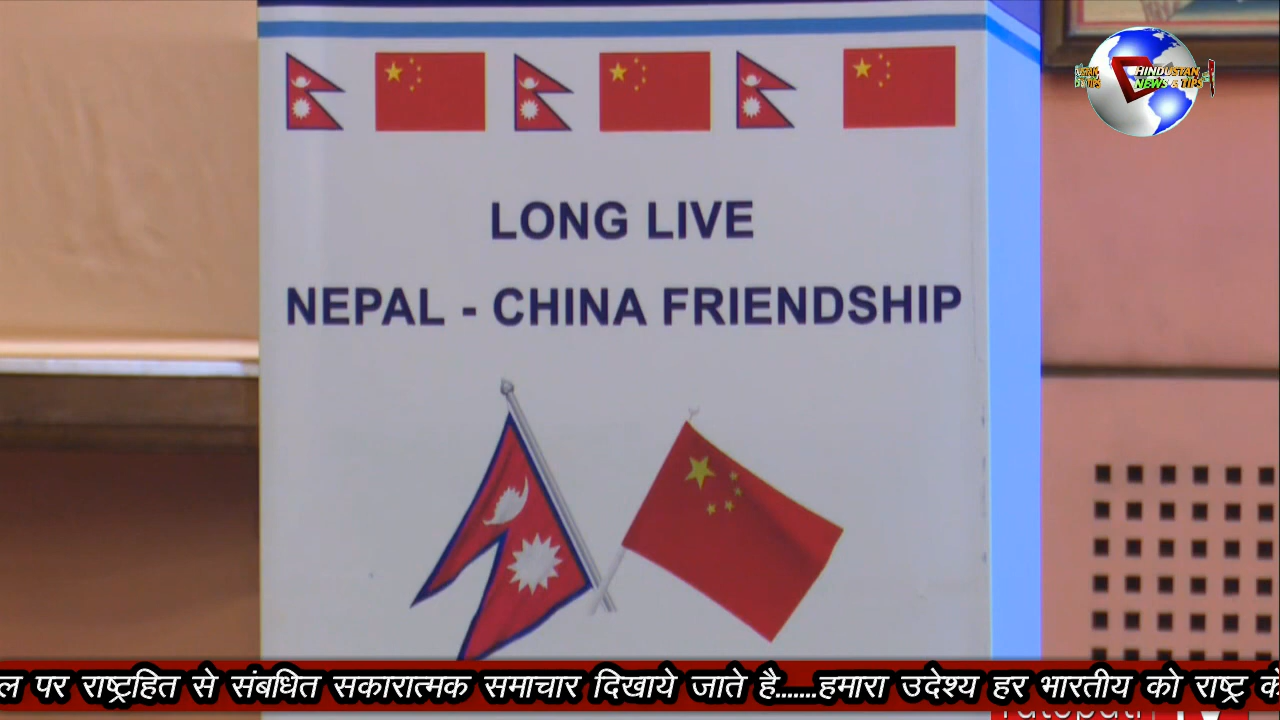 HINDUSTAN
NEWS & TIPS
LONG LIVE
NEPAL - CHINA FRIENDSHIP
पर राष्ट्रहित से संबधित सकारात्मक समाचार दिखाये जाते है.......हमारा उदेश्य हर भारतीय को राष्ट्र के